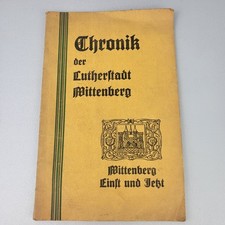 Chronik
der
Lutherstadt
Wittenberg
Wittenberg
Einst und Jetzt